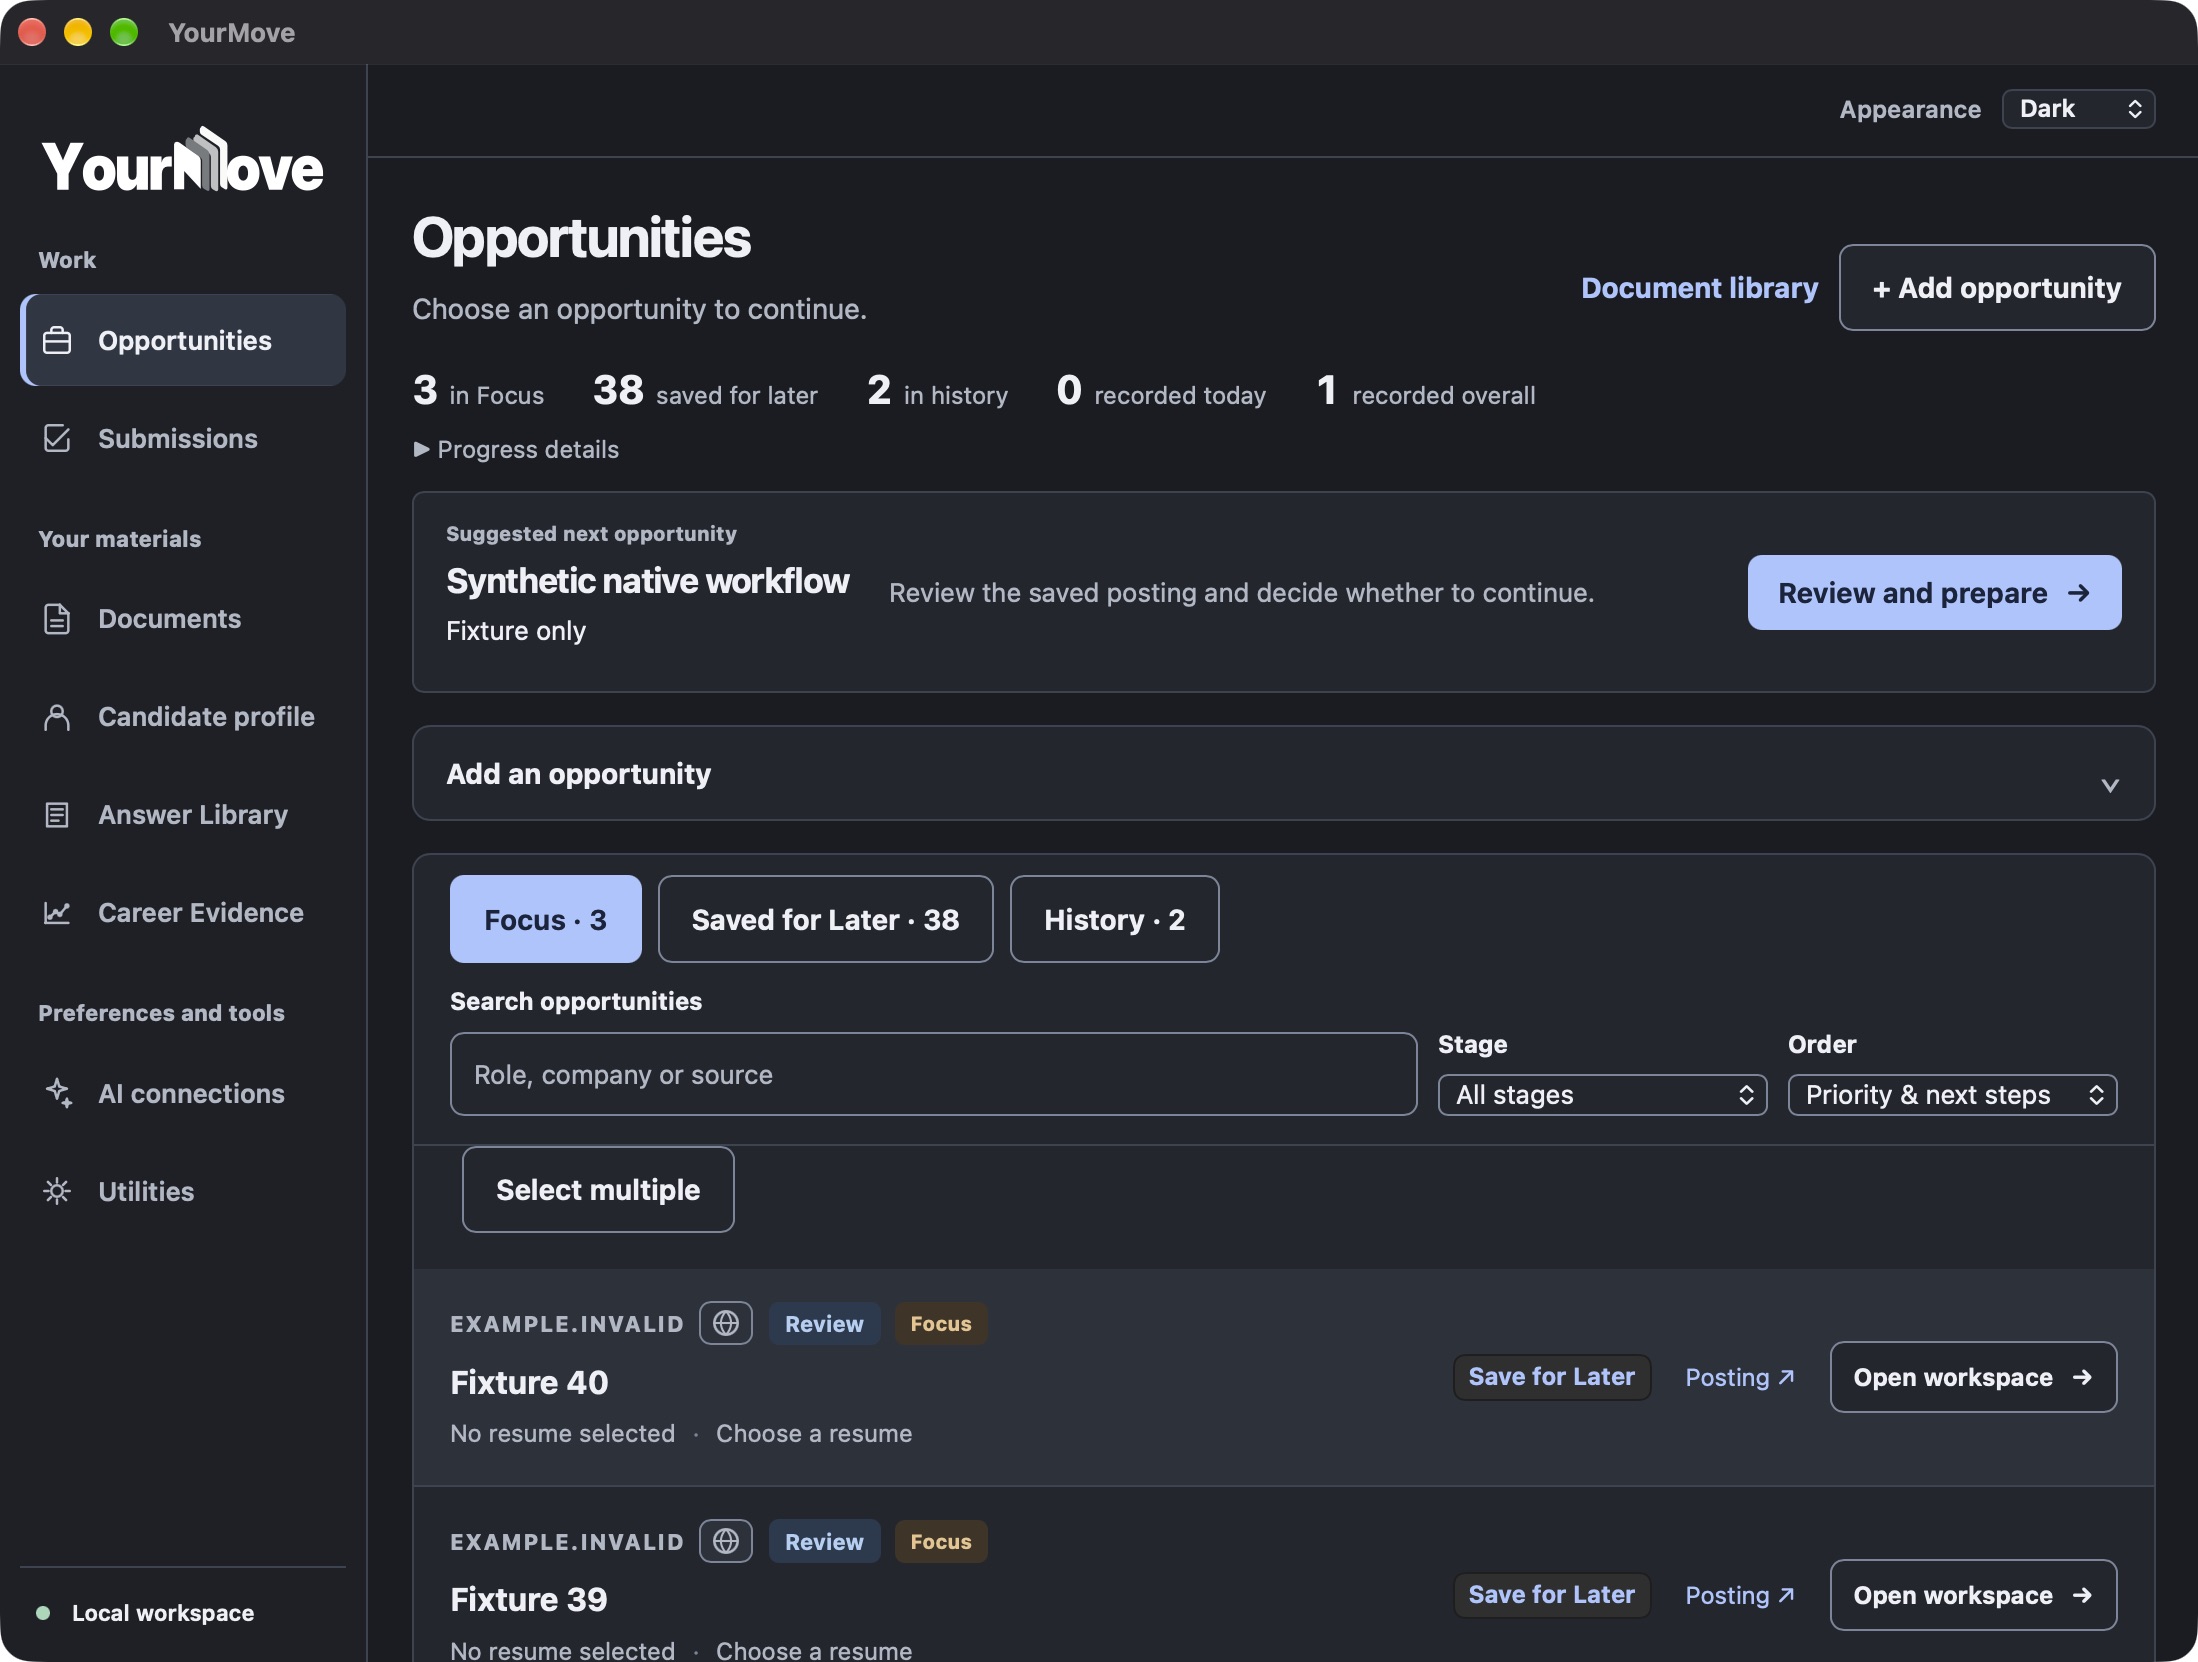 YourMove
YourMove
Appearance
Dark
Work
Opportunities
Submissions
Your materials
Documents
Candidate profile
Answer Library
Career Evidence
Preferences and tools
AI connections
Utilities
Local workspace
Opportunities
Choose an opportunity to continue.
Document library
+ Add opportunity
3 in Focus 38 saved for later 2 in history 0 recorded today 1 recorded overall
▶ Progress details
Suggested next opportunity
Synthetic native workflow
Fixture only
Review the saved posting and decide whether to continue.
Review and prepare →
Add an opportunity
Focus · 3
Saved for Later · 38
History · 2
Search opportunities
Role, company or source
Stage
All stages
Order
Priority & next steps
Select multiple
EXAMPLE.INVALID Review Focus
Fixture 40
No resume selected · Choose a resume
Save for Later Posting ↗ Open workspace →
EXAMPLE.INVALID Review Focus
Fixture 39
No resume selected · Choose a resume
Save for Later Posting ↗ Open workspace →